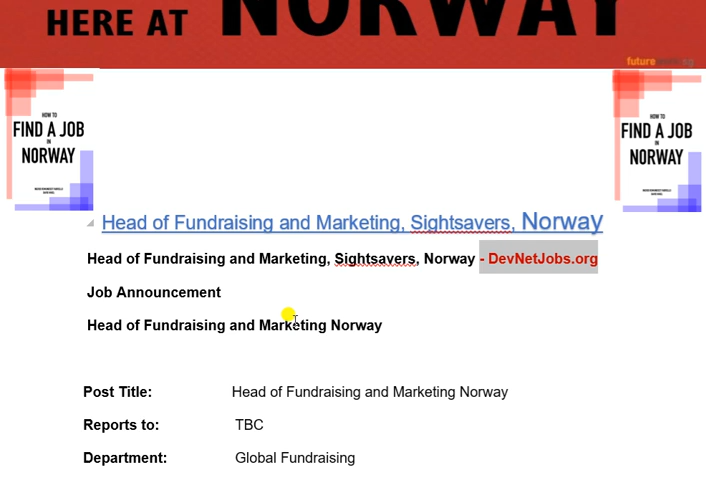 HERE AT NORWAY
HOW TO
FIND A JOB
IN
NORWAY
HOW TO
FIND A JOB
IN
NORWAY
Head of Fundraising and Marketing, Sightsavers, Norway
Head of Fundraising and Marketing, Sightsavers, Norway - DevNetJobs.org
Job Announcement
Head of Fundraising and Marketing Norway
Post Title: Head of Fundraising and Marketing Norway
Reports to: TBC
Department: Global Fundraising